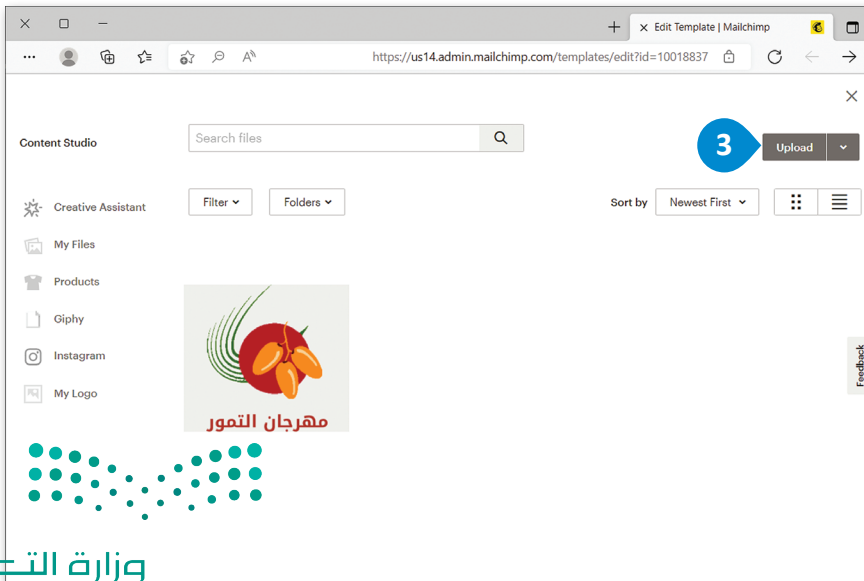 Edit Template | Mailchimp
https://us14.admin.mailchimp.com/templates/edit?id=10018837
Content Studio
Search files
3
Upload
Creative Assistant
Filter
Folders
Sort by
Newest First
My Files
Products
Giphy
Instagram
My Logo
Feedback
مهرجان التمور
وزارة التـ